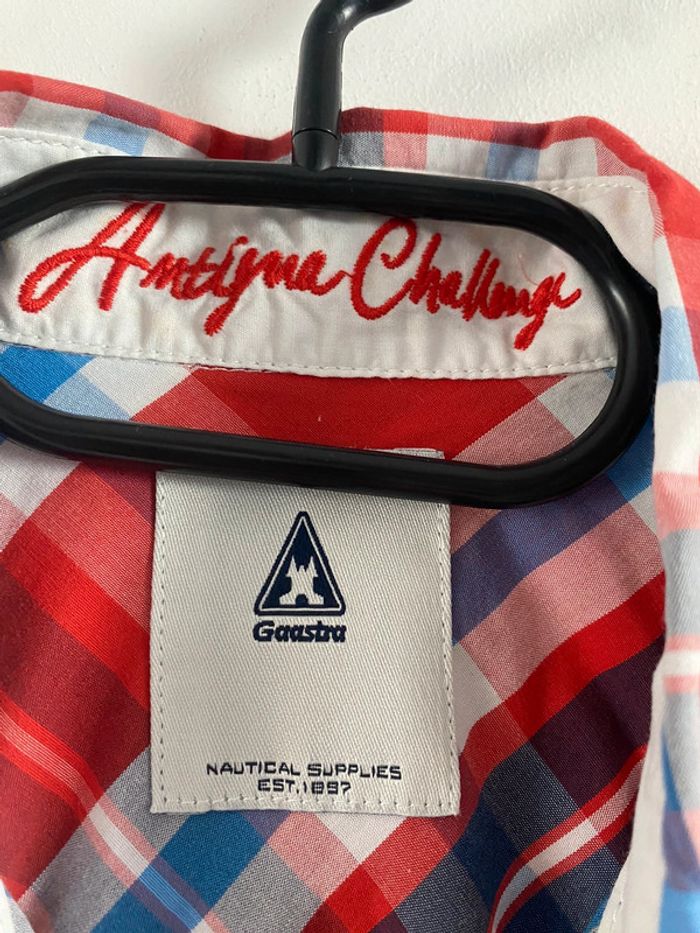 Antigua Challenge
Gaastra
NAUTICAL SUPPLIES
EST.1897